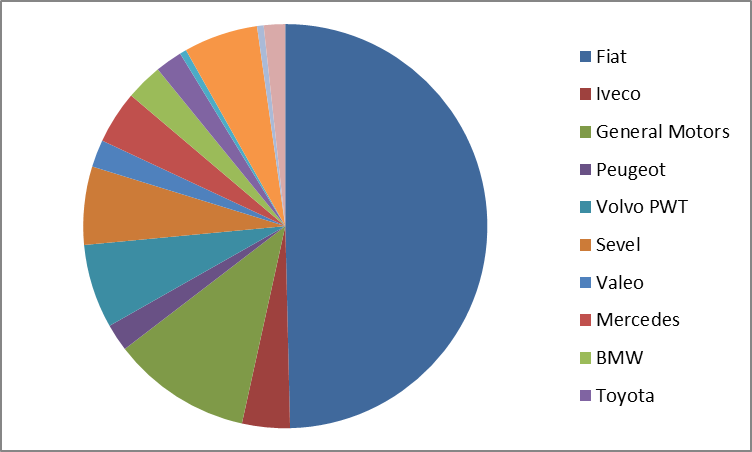 Fiat
Iveco
General Motors
Peugeot
Volvo PWT
Sevel
Valeo
Mercedes
BMW
Toyota